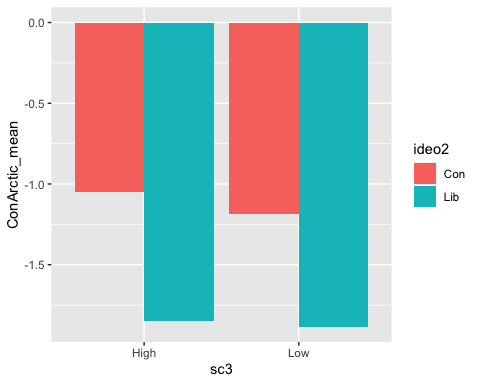 0.0
-0.5
-1.0
-1.5
ConArctic_mean
High
Low
sc3
ideo2
Con
Lib